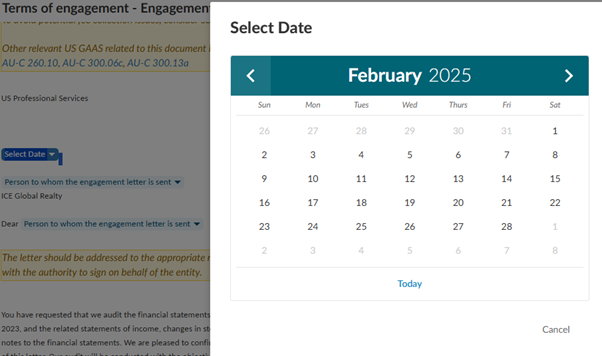 Terms of engagement - Engagement
Other relevant US GAAS related to this document i
AU-C 260.10, AU-C 300.06c, AU-C 300.13a
US Professional Services
Select Date
Person to whom the engagement letter is sent
ICE Global Realty
Dear Person to whom the engagement letter is sent
The letter should be addressed to the appropriate r
with the authority to sign on behalf of the entity.
You have requested that we audit the financial statements
2023, and the related statements of income, changes in st
notes to the financial statements. We are pleased to confir
Select Date
February 2025
Sun Mon Tues Wed Thurs Fri Sat
26 27 28 29 30 31 1
2 3 4 5 6 7 8
9 10 11 12 13 14 15
16 17 18 19 20 21 22
23 24 25 26 27 28 1
2 3 4 5 6 7 8
Today
Cancel